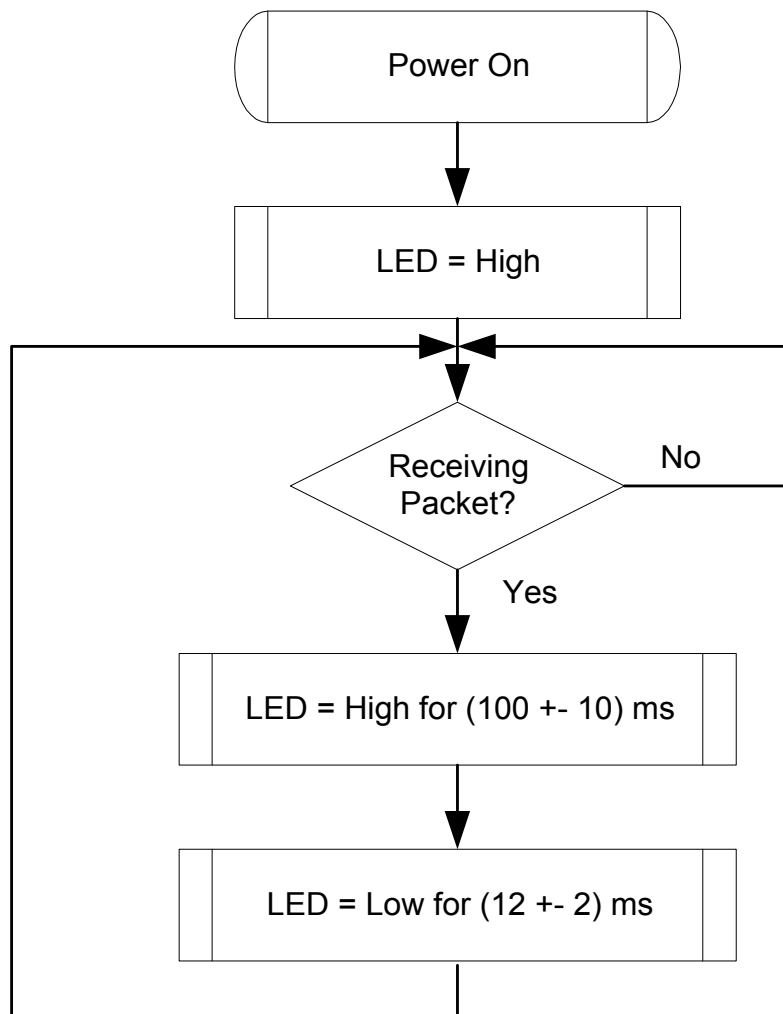 Power On
LED = High
Receiving
Packet?
No
Yes
LED = High for (100 +- 10) ms
LED = Low for (12 +- 2) ms